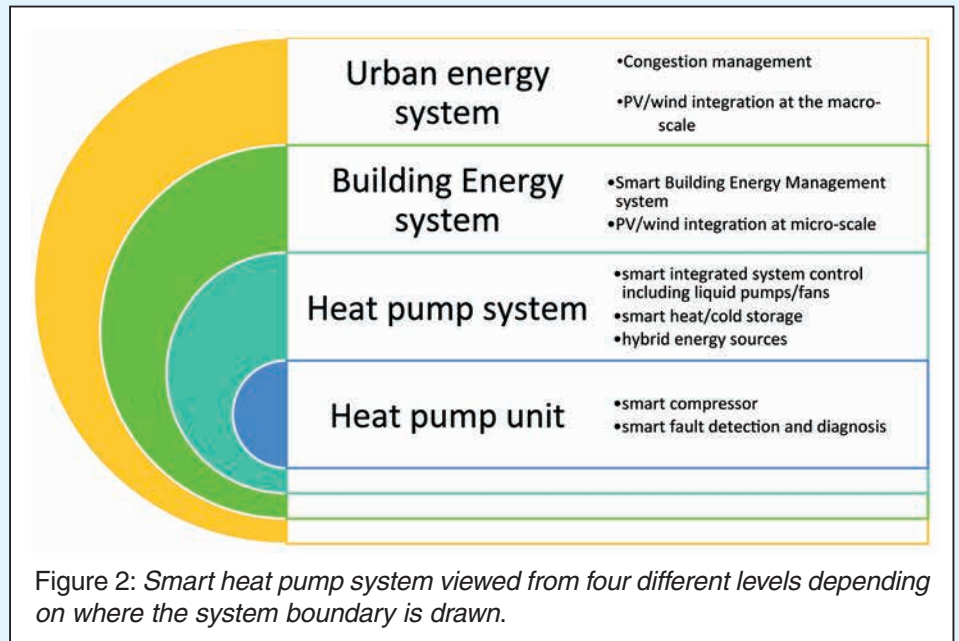 Urban energy
system
•Congestion management
•PV/wind integration at the macro-
scale
Building Energy
system
•Smart Building Energy Management
system
•PV/wind integration at micro-scale
Heat pump system
•smart integrated system control
including liquid pumps/fans
•smart heat/cold storage
•hybrid energy sources
Heat pump unit
•smart compressor
•smart fault detection and diagnosis
Figure 2: Smart heat pump system viewed from four different levels depending
on where the system boundary is drawn.